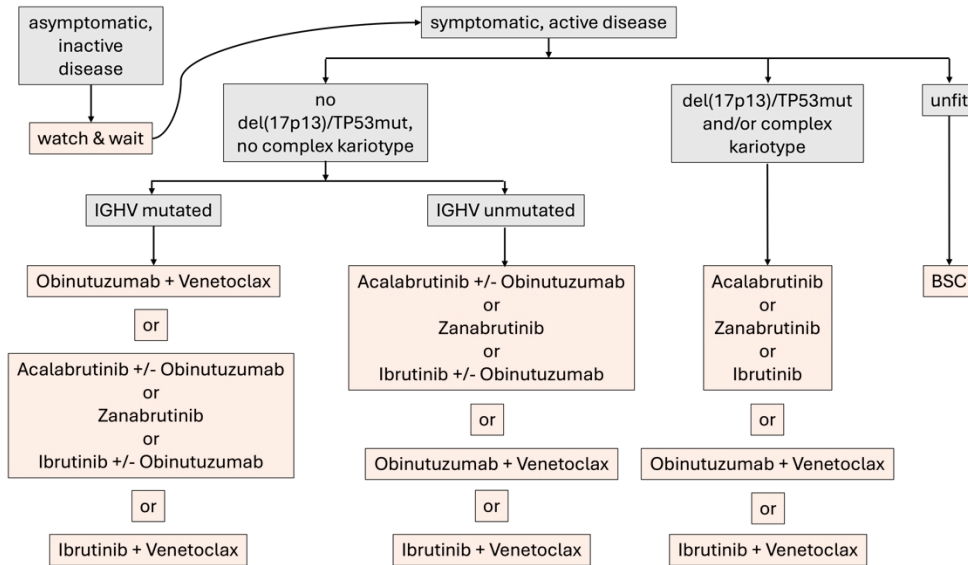 asymptomatic,
inactive
disease
watch & wait
symptomatic, active disease
no
del(17p13)/TP53mut,
no complex kariotype
del(17p13)/TP53mut
and/or complex
kariotype
unfit
IGHV mutated
IGHV unmutated
Obinutuzumab + Venetoclax
or
Acalabrutinib +/- Obinutuzumab
or
Zanabrutinib
or
Ibrutinib +/- Obinutuzumab
or
Ibrutinib + Venetoclax
Acalabrutinib +/- Obinutuzumab
or
Zanabrutinib
or
Ibrutinib +/- Obinutuzumab
or
Obinutuzumab + Venetoclax
or
Ibrutinib + Venetoclax
Acalabrutinib
or
Zanabrutinib
or
Ibrutinib
or
Obinutuzumab + Venetoclax
or
Ibrutinib + Venetoclax
BSC